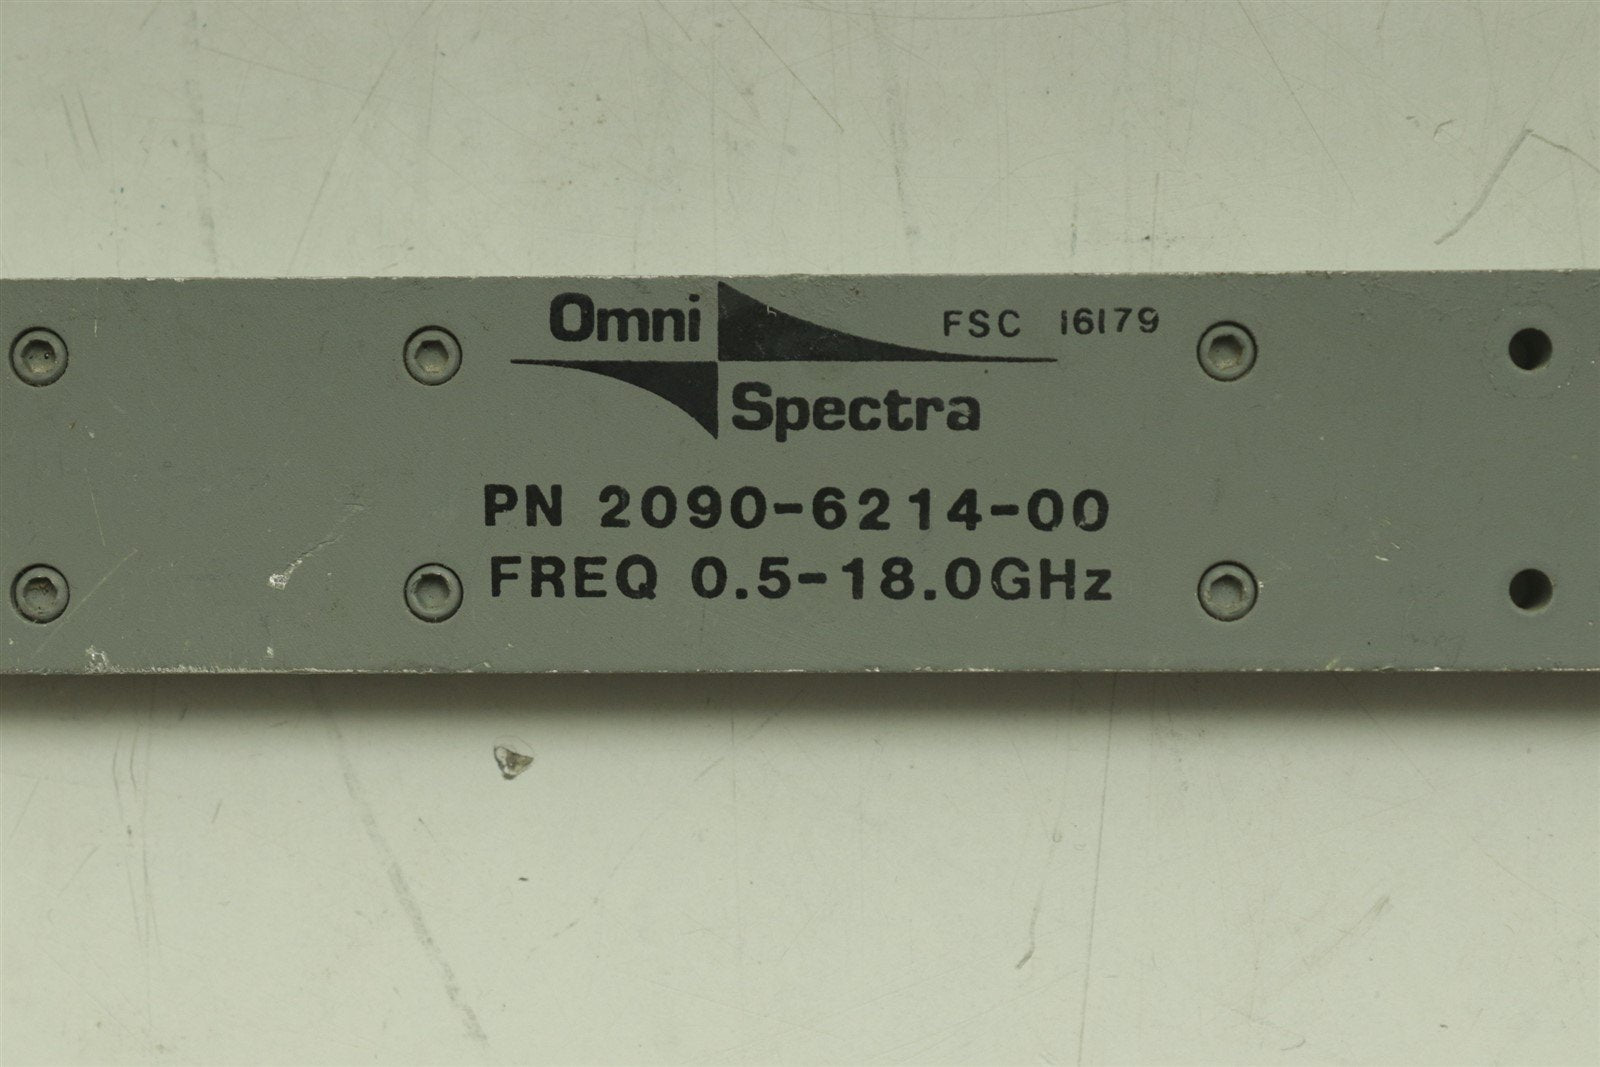 Omni
FSC 16179
Spectra
PN 2090-6214-00
FREQ 0.5-18.0GHz